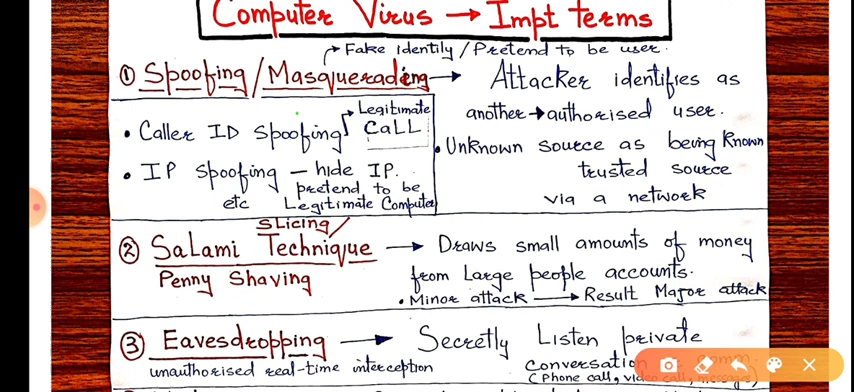 Computer Virus → Impt terms
→ Fake Identity / Pretend to be user.
① Spoofing / Masquerading → Attacker identifies as
another → authorised user.
• Unknown source as being known
trusted source
via a network
→ Legitimate
• Caller ID spoofing CALL
• IP spoofing – hide IP.
pretend to be
etc Legitimate Computer
SLicing /
② SaLami Technique → Draws small amounts of money
Penny Shaving from Large people accounts.
• Minor attack → Result Major attack
③ Eavesdropping → Secretly Listen private
unauthorised real-time interception Conversation
(Phone call, video call,